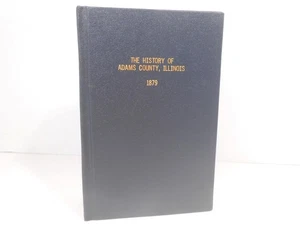 THE HISTORY OF
ADAMS COUNTY, ILLINOIS
1879